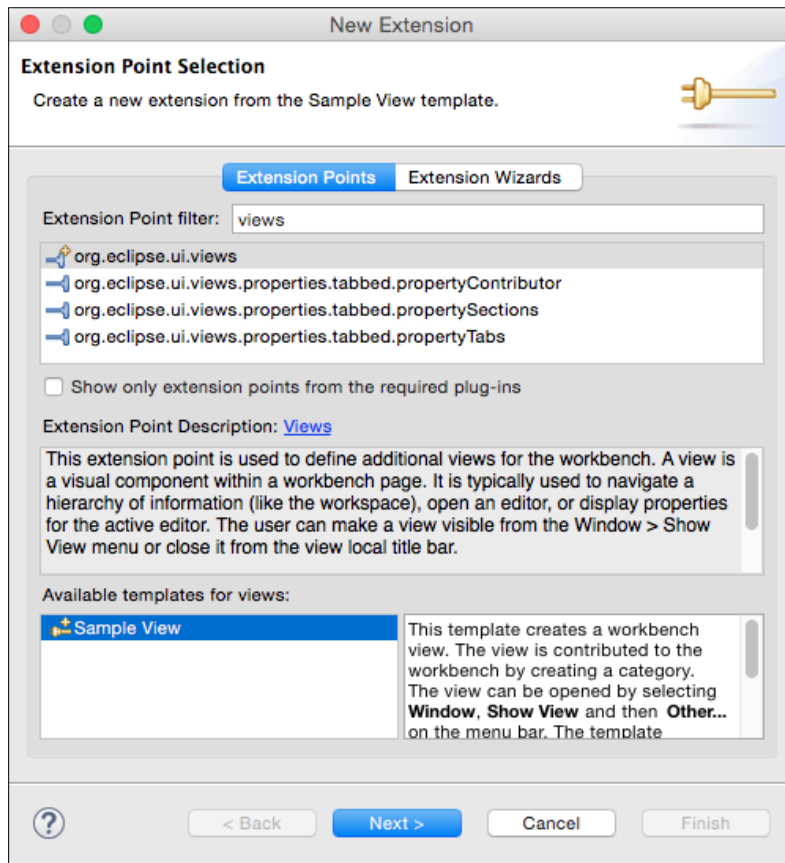 New Extension
Extension Point Selection
Create a new extension from the Sample View template.
Extension Points Extension Wizards
Extension Point filter: views
org.eclipse.ui.views
org.eclipse.ui.views.properties.tabbed.propertyContributor
org.eclipse.ui.views.properties.tabbed.propertySections
org.eclipse.ui.views.properties.tabbed.propertyTabs
Show only extension points from the required plug-ins
Extension Point Description: Views
This extension point is used to define additional views for the workbench. A view is
a visual component within a workbench page. It is typically used to navigate a
hierarchy of information (like the workspace), open an editor, or display properties
for the active editor. The user can make a view visible from the Window > Show
View menu or close it from the view local title bar.
Available templates for views:
Sample View
This template creates a workbench
view. The view is contributed to the
workbench by creating a category.
The view can be opened by selecting
Window, Show View and then Other...
on the menu bar. The template
? < Back Next > Cancel Finish